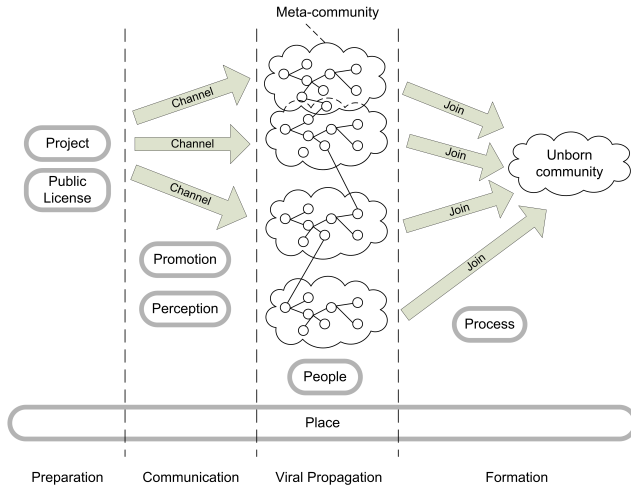 Meta-community
Channel
Channel
Channel
Join
Join
Join
Join
Project
Public
License
Unborn
community
Promotion
Perception
Process
People
Place
Preparation
Communication
Viral Propagation
Formation